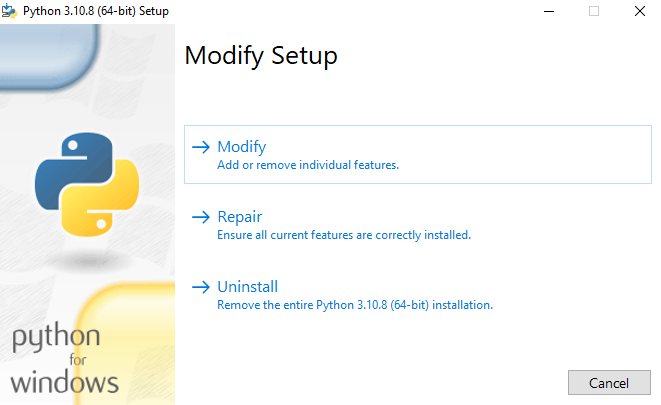 Python 3.10.8 (64-bit) Setup
Modify Setup
Modify
Add or remove individual features.
Repair
Ensure all current features are correctly installed.
Uninstall
Remove the entire Python 3.10.8 (64-bit) installation.
python
for
windows
Cancel